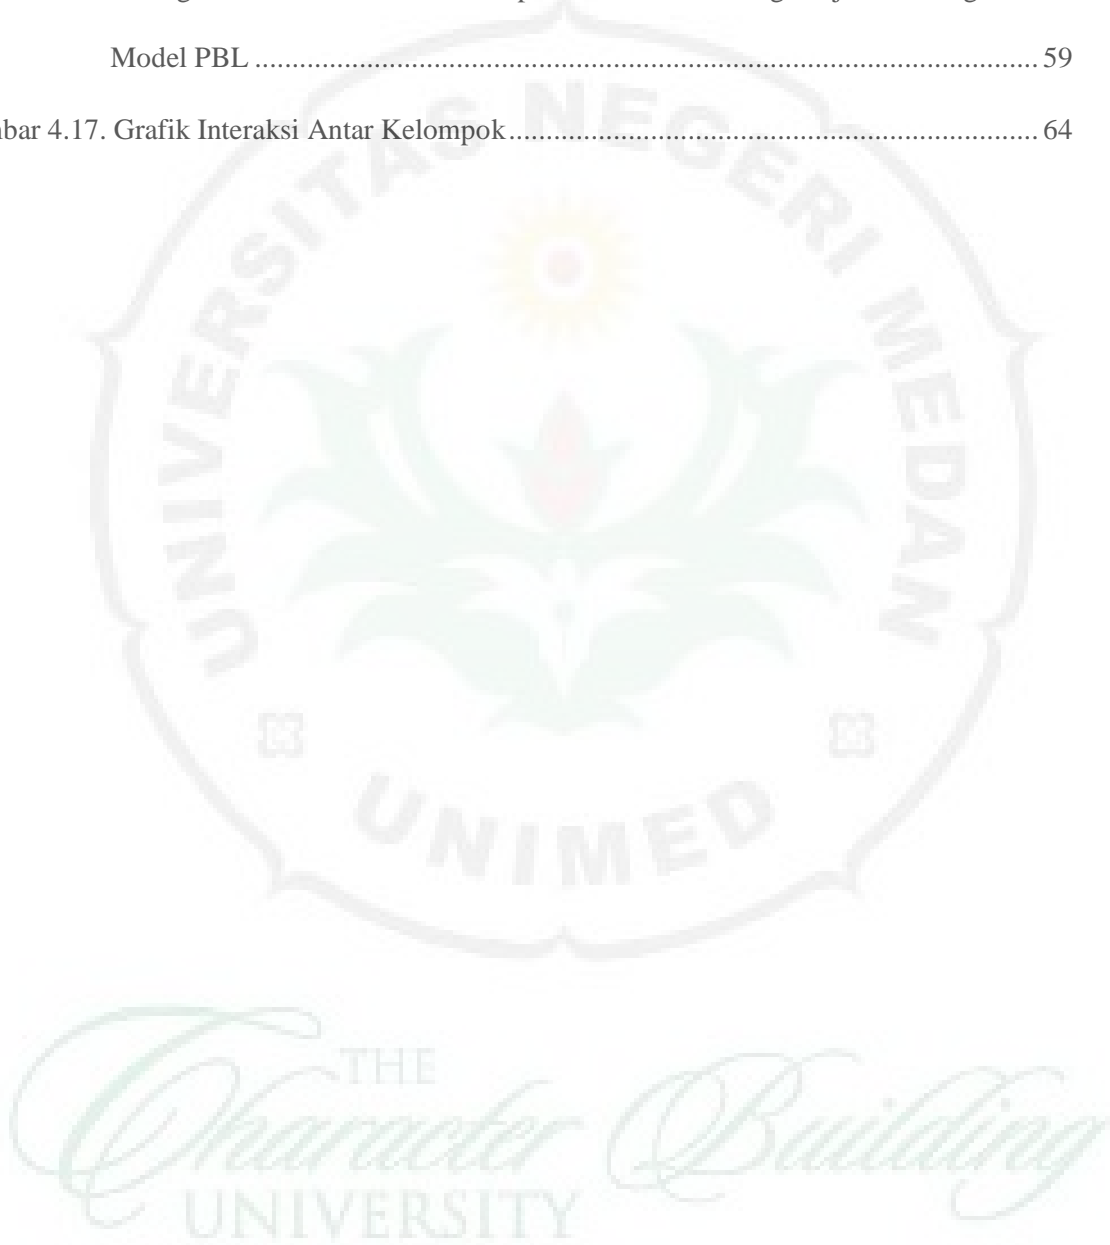 Model PBL ........................................................................................ 59
bar 4.17. Grafik Interaksi Antar Kelompok ........................................................... 64
UNIVERSITAS NEGERI MEDAN
UNIMED
THE
Character Building
UNIVERSITY